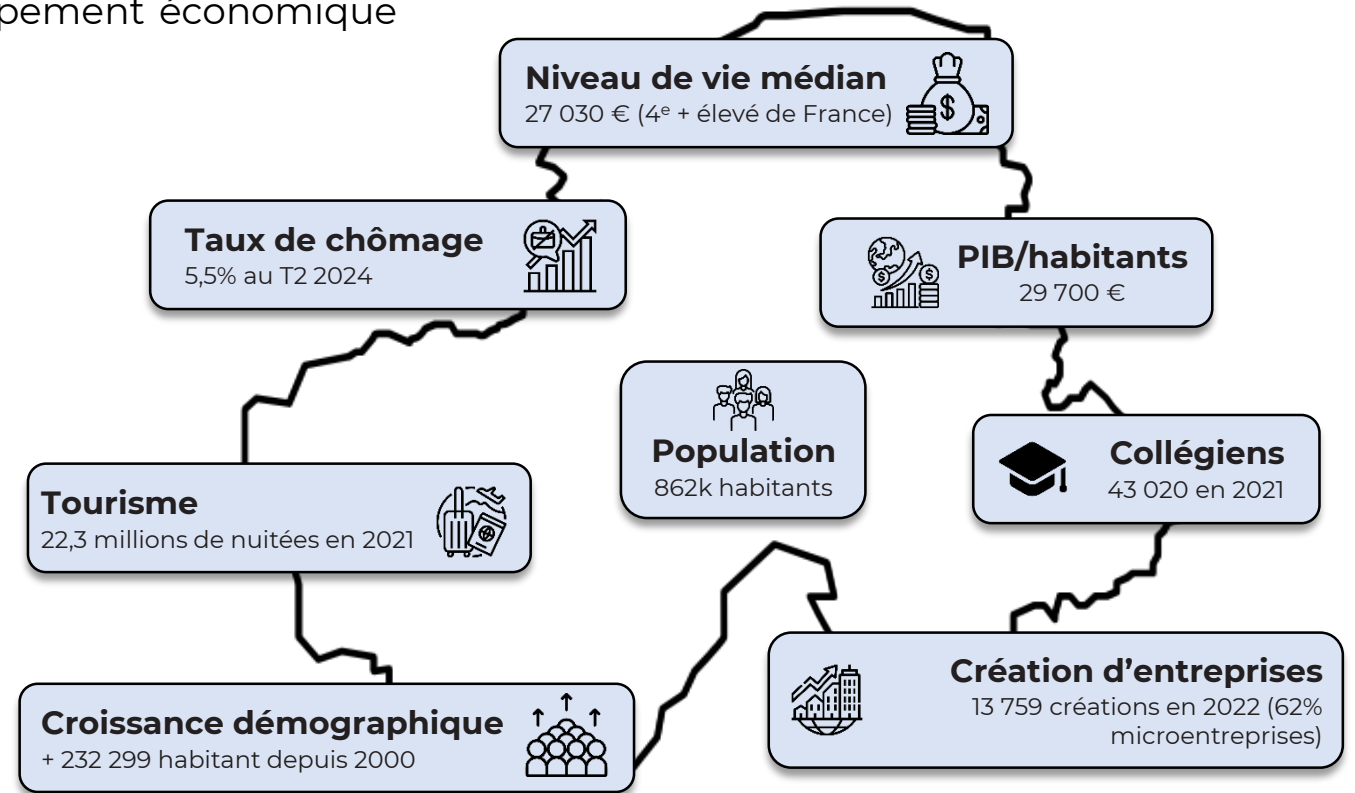 pement économique
Niveau de vie médian
27 030 € (4ᵉ + élevé de France)
Taux de chômage
5,5% au T2 2024
PIB/habitants
29 700 €
Population
862k habitants
Collégiens
43 020 en 2021
Tourisme
22,3 millions de nuitées en 2021
Création d’entreprises
13 759 créations en 2022 (62%
microentreprises)
Croissance démographique
+ 232 299 habitant depuis 2000